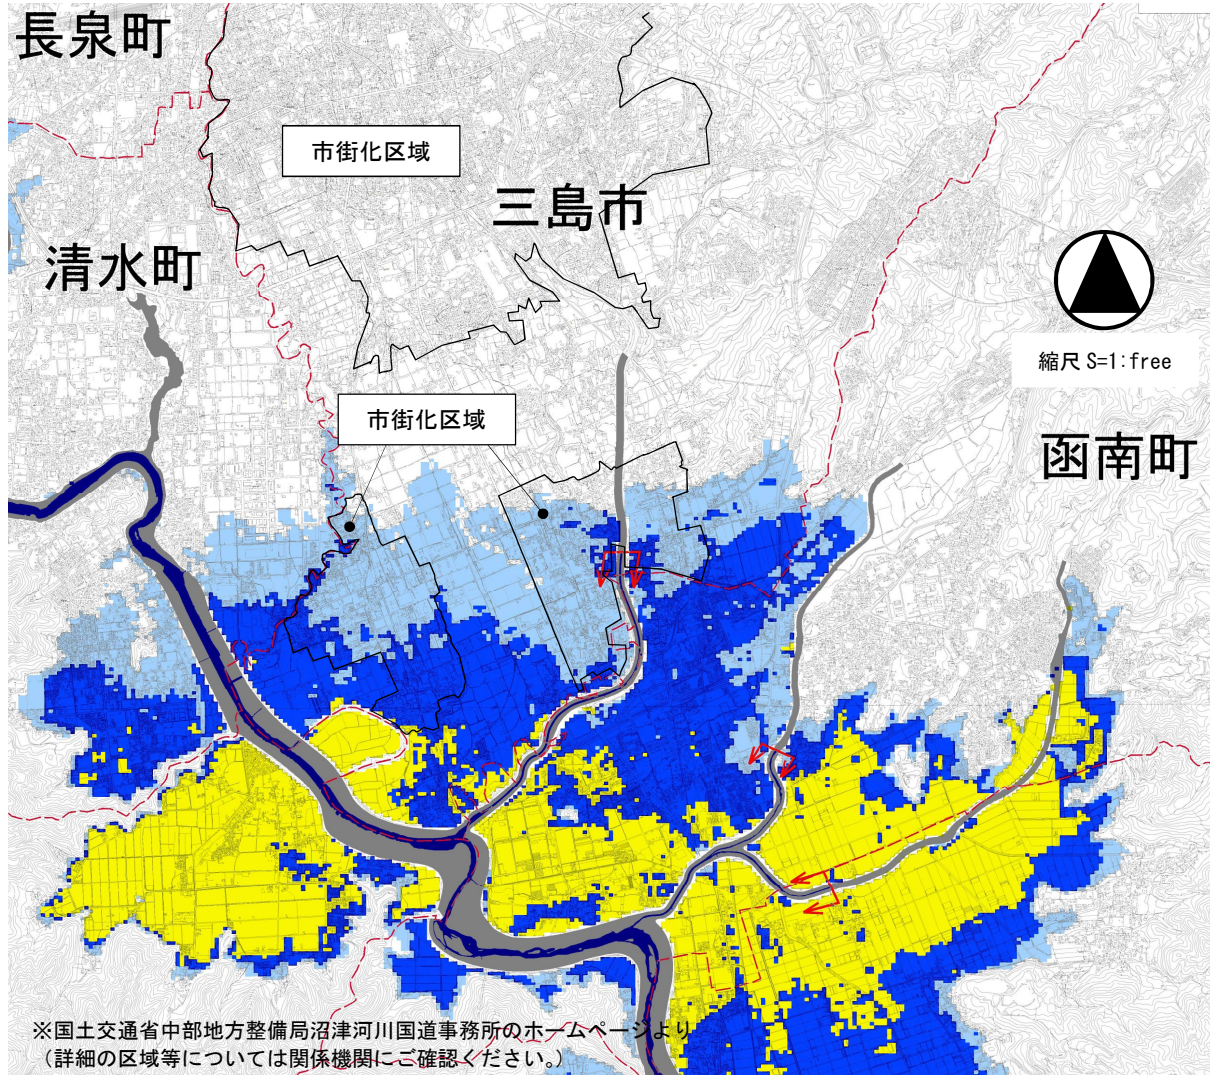 長泉町
市街化区域
三島市
清水町
縮尺 S=1:free
市街化区域
函南町
※国土交通省中部地方整備局沼津河川国道事務所のホームページより
（詳細の区域等については関係機関にご確認ください。）